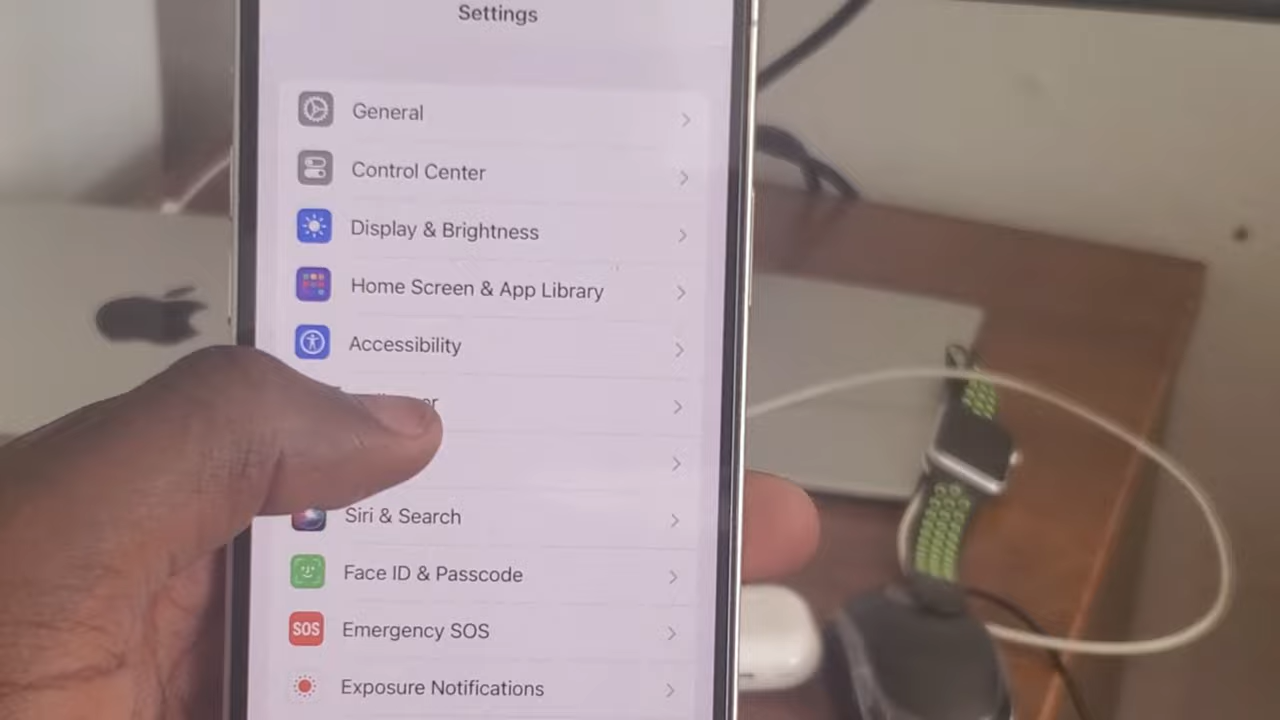 Settings
General
Control Center
Display & Brightness
Home Screen & App Library
Accessibility
Siri & Search
Face ID & Passcode
SOS Emergency SOS
Exposure Notifications